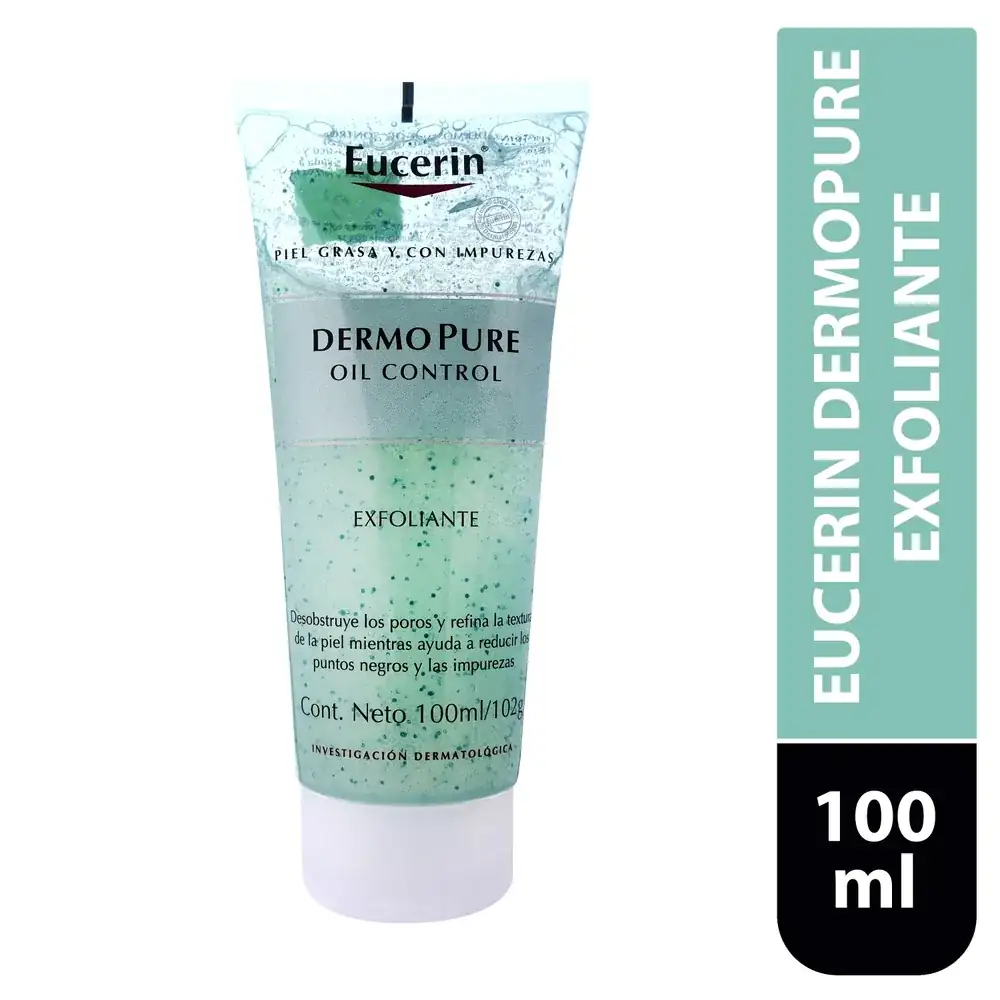 Eucerin®
PIEL GRASA Y CON IMPUREZAS
DERMOPURE
OIL CONTROL
EXFOLIANTE
Desobstruye los poros y refina la textura
de la piel mientras ayuda a reducir los
puntos negros y las impurezas
Cont. Neto 100ml/102g
INVESTIGACIÓN DERMATOLÓGICA
EUCERIN DERMOPURE
EXFOLIANTE
100
ml